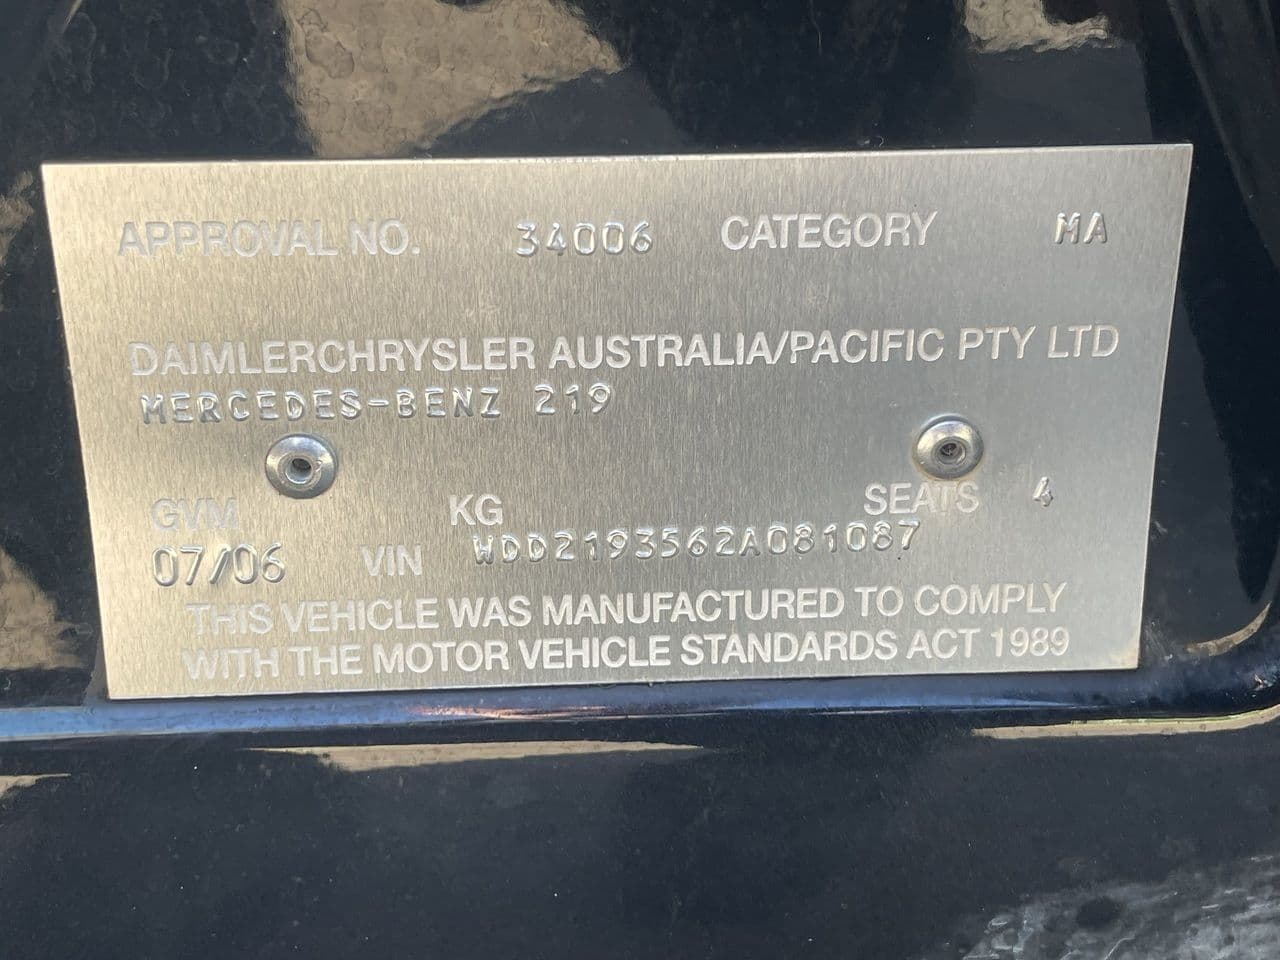 APPROVAL NO. 34006 CATEGORY MA
DAIMLERCHRYSLER AUSTRALIA/PACIFIC PTY LTD
MERCEDES-BENZ 219
GVM KG SEATS 4
07/06 VIN WDD2193562A081087
THIS VEHICLE WAS MANUFACTURED TO COMPLY
WITH THE MOTOR VEHICLE STANDARDS ACT 1989